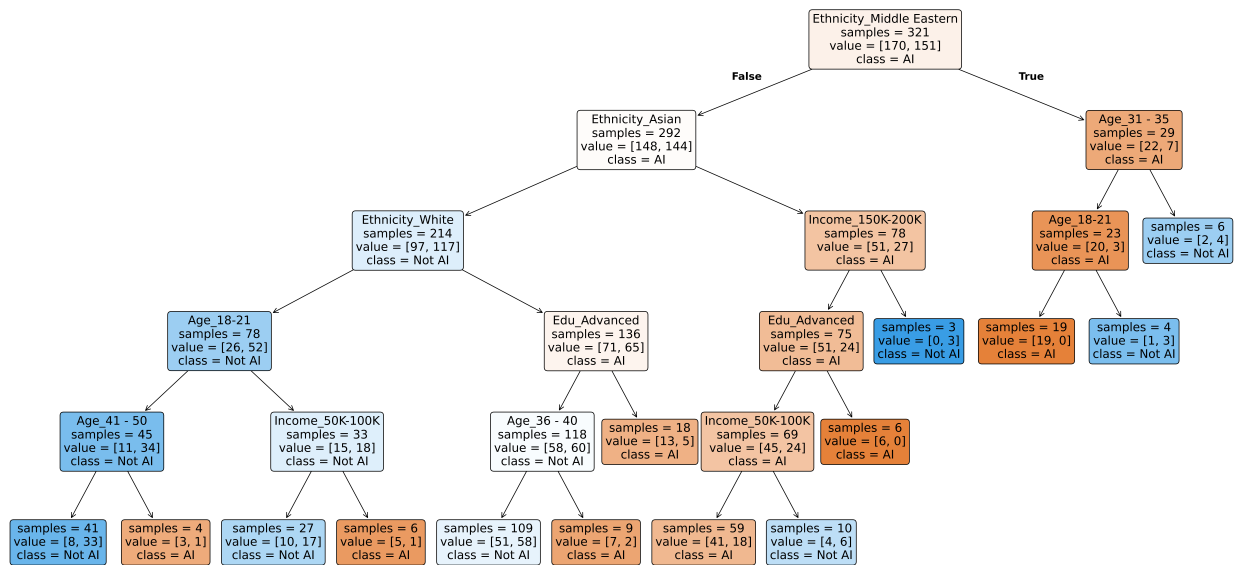 Ethnicity_Middle Eastern
samples = 321
value = [170, 151]
class = AI
False
True
Ethnicity_Asian
samples = 292
value = [148, 144]
class = AI
Age_31 - 35
samples = 29
value = [22, 7]
class = AI
Ethnicity_White
samples = 214
value = [97, 117]
class = Not AI
Income_150K-200K
samples = 78
value = [51, 27]
class = AI
Age_18-21
samples = 23
value = [20, 3]
class = AI
samples = 6
value = [2, 4]
class = Not AI
Age_18-21
samples = 78
value = [26, 52]
class = Not AI
Edu_Advanced
samples = 136
value = [71, 65]
class = AI
Edu_Advanced
samples = 75
value = [51, 24]
class = AI
samples = 3
value = [0, 3]
class = Not AI
samples = 19
value = [19, 0]
class = AI
samples = 4
value = [1, 3]
class = Not AI
Age_41 - 50
samples = 45
value = [11, 34]
class = Not AI
Income_50K-100K
samples = 33
value = [15, 18]
class = Not AI
Age_36 - 40
samples = 118
value = [58, 60]
class = Not AI
samples = 18
value = [13, 5]
class = AI
Income_50K-100K
samples = 69
value = [45, 24]
class = AI
samples = 6
value = [6, 0]
class = AI
samples = 41
value = [8, 33]
class = Not AI
samples = 4
value = [3, 1]
class = AI
samples = 27
value = [10, 17]
class = Not AI
samples = 6
value = [5, 1]
class = AI
samples = 109
value = [51, 58]
class = Not AI
samples = 9
value = [7, 2]
class = AI
samples = 59
value = [41, 18]
class = AI
samples = 10
value = [4, 6]
class = Not AI